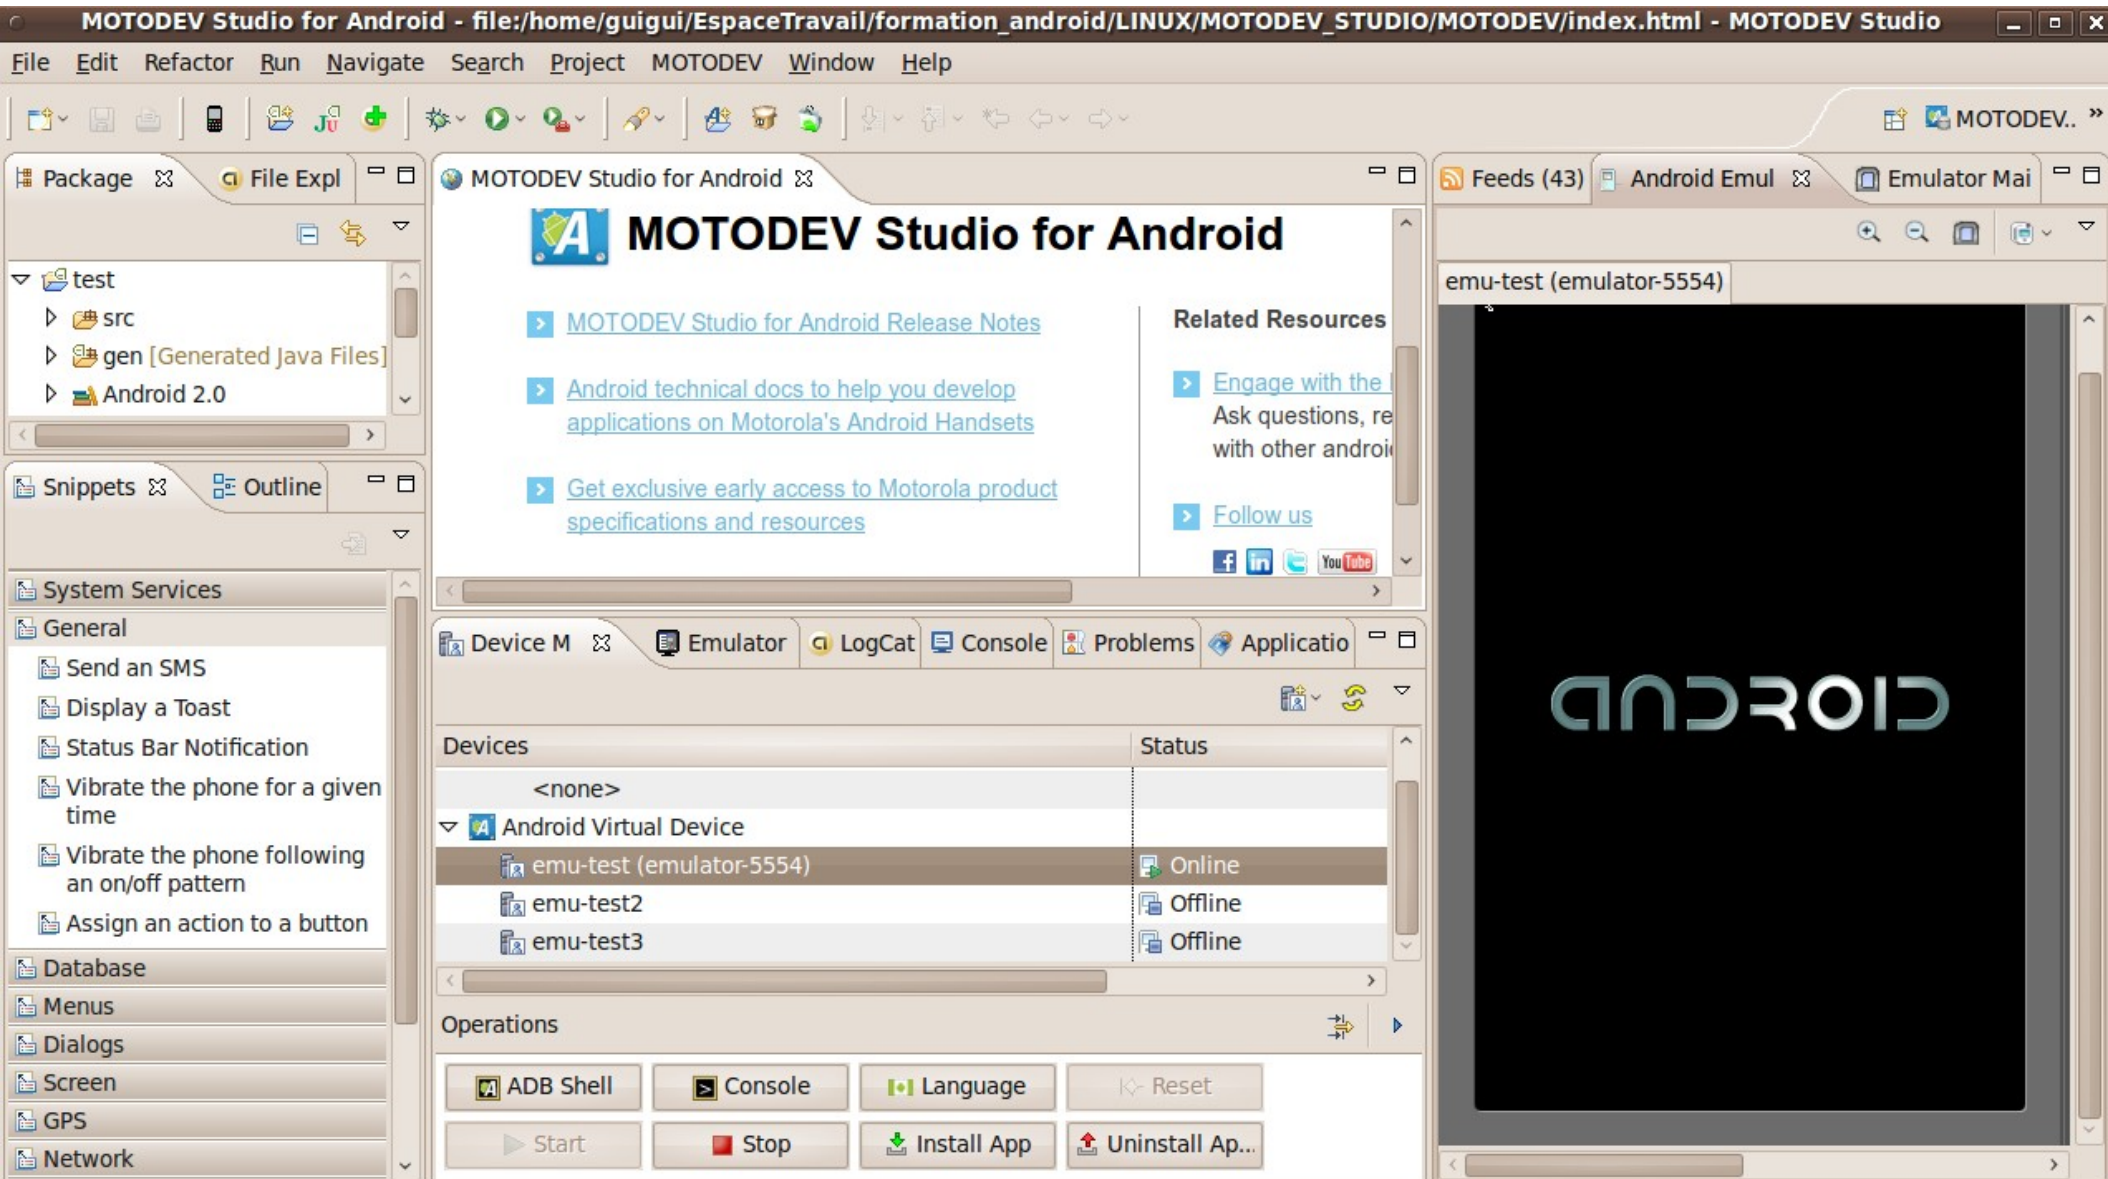 MOTODEV Studio for Android - file:/home/guigui/EspaceTravail/formation_android/LINUX/MOTODEV_STUDIO/MOTODEV/index.html - MOTODEV Studio
File Edit Refactor Run Navigate Search Project MOTODEV Window Help
MOTODEV..
Package
File Expl
test
src
gen [Generated Java Files]
Android 2.0
Snippets
Outline
System Services
General
Send an SMS
Display a Toast
Status Bar Notification
Vibrate the phone for a given
time
Vibrate the phone following
an on/off pattern
Assign an action to a button
Database
Menus
Dialogs
Screen
GPS
Network
MOTODEV Studio for Android
MOTODEV Studio for Android
MOTODEV Studio for Android Release Notes
Android technical docs to help you develop
applications on Motorola's Android Handsets
Get exclusive early access to Motorola product
specifications and resources
Related Resources
Engage with the
Ask questions, re
with other androi
Follow us
You Tube
Device M Emulator LogCat Console Problems Applicatio
Devices Status
<none>
Android Virtual Device
emu-test (emulator-5554) Online
emu-test2 Offline
emu-test3 Offline
Operations
ADB Shell Console Language Reset
Start Stop Install App Uninstall Ap...
Feeds (43) Android Emul Emulator Mai
emu-test (emulator-5554)
ANDROID